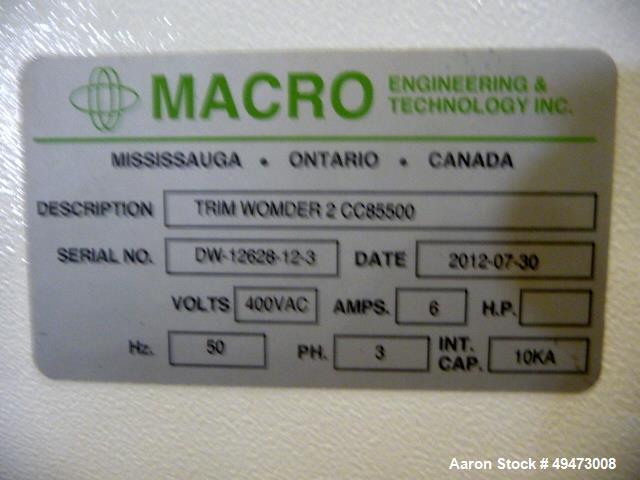 MACRO ENGINEERING &
TECHNOLOGY INC.
MISSISSAUGA • ONTARIO • CANADA
DESCRIPTION TRIM WOMDER 2 CC85500
SERIAL NO. DW-12628-12-3 DATE 2012-07-30
VOLTS 400VAC AMPS. 6 H.P.
Hz. 50 PH. 3 INT. CAP. 10KA
Aaron Stock # 49473008